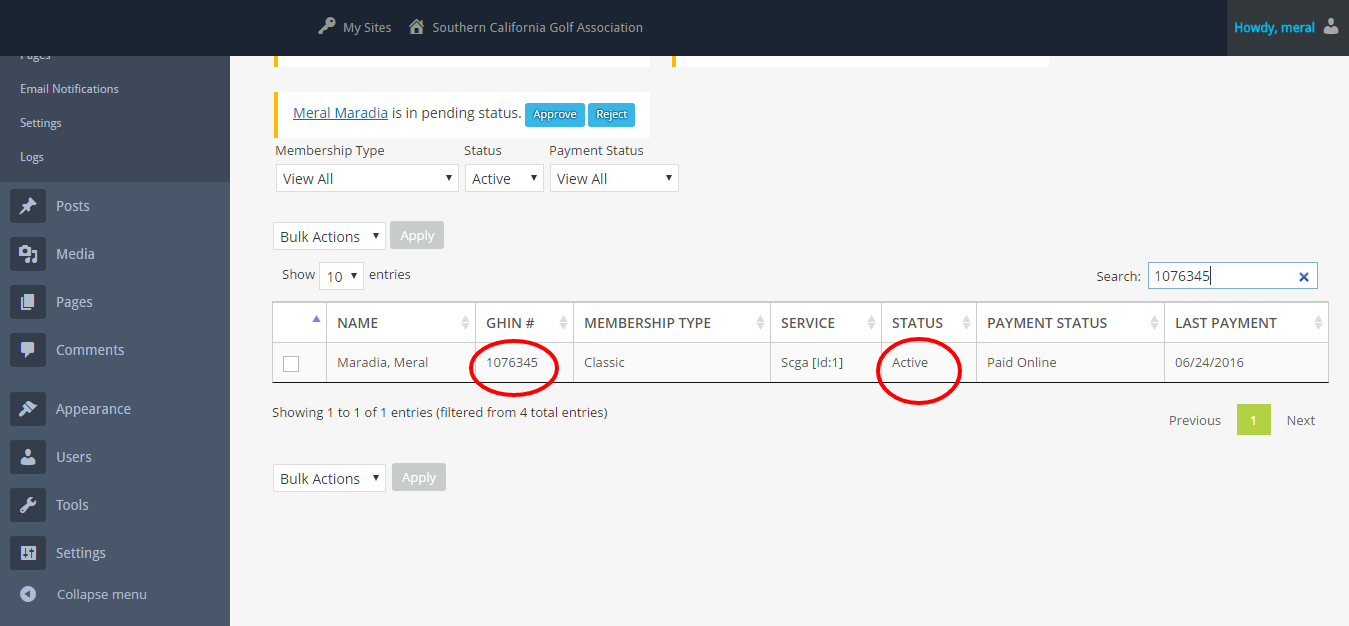 My Sites Southern California Golf Association Howdy, meral
Pages
Email Notifications
Settings
Logs
Posts
Media
Pages
Comments
Appearance
Users
Tools
Settings
Collapse menu
Meral Maradia is in pending status. Approve Reject
Membership Type Status Payment Status
View All Active View All
Bulk Actions Apply
Show 10 entries Search: 1076345
NAME GHIN # MEMBERSHIP TYPE SERVICE STATUS PAYMENT STATUS LAST PAYMENT
Maradia, Meral 1076345 Classic Scga [Id:1] Active Paid Online 06/24/2016
Showing 1 to 1 of 1 entries (filtered from 4 total entries)
Previous 1 Next
Bulk Actions Apply